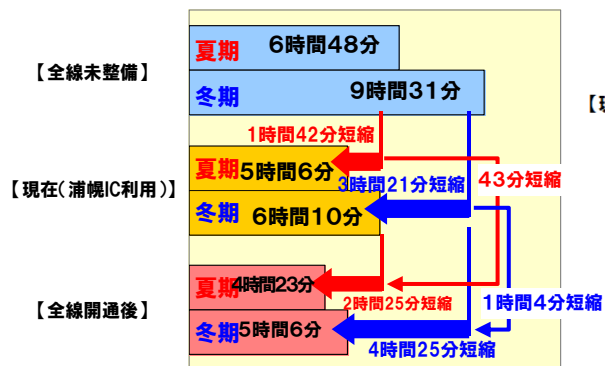 【全線未整備】
夏期 6時間48分
冬期 9時間31分
1時間42分短縮
【現在(浦幌IC利用)】
夏期 5時間6分
3時間21分短縮
43分短縮
冬期 6時間10分
【全線開通後】
夏期 4時間23分
2時間25分短縮
1時間4分短縮
冬期 5時間6分
4時間25分短縮